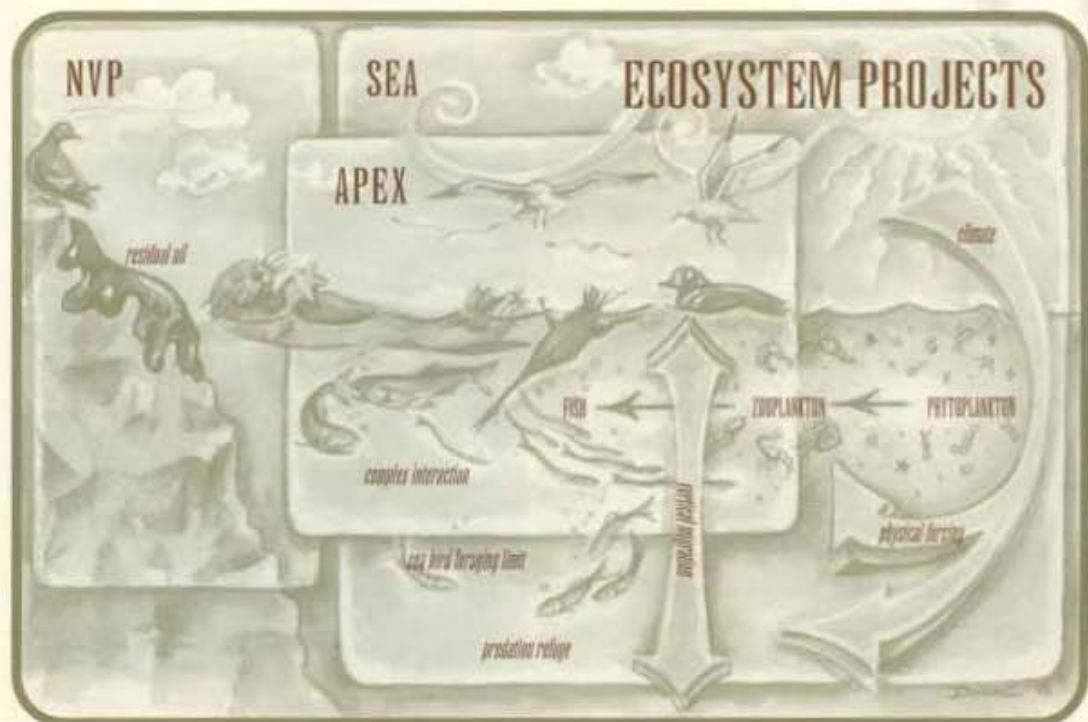 NVP
SEA
ECOSYSTEM PROJECTS
APEX
residual oil
climate
FISH
ZOOPLANKTON
PHYTOPLANKTON
complex interaction
vertical migration
physical forcing
sea bird foraging limit
predation refuge